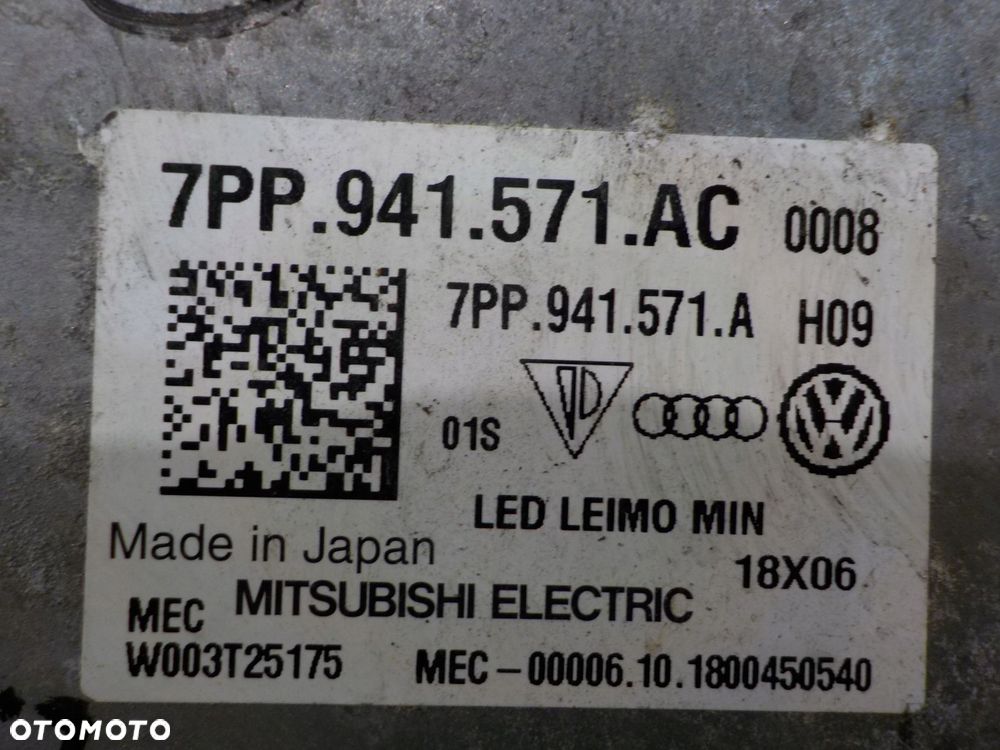 7PP.941.571.AC 0008
7PP.941.571.A H09
01S
LED LEIMO MIN
Made in Japan
18X06
MEC MITSUBISHI ELECTRIC
W003T25175 MEC-00006.10.1800450540
OTOMOTO